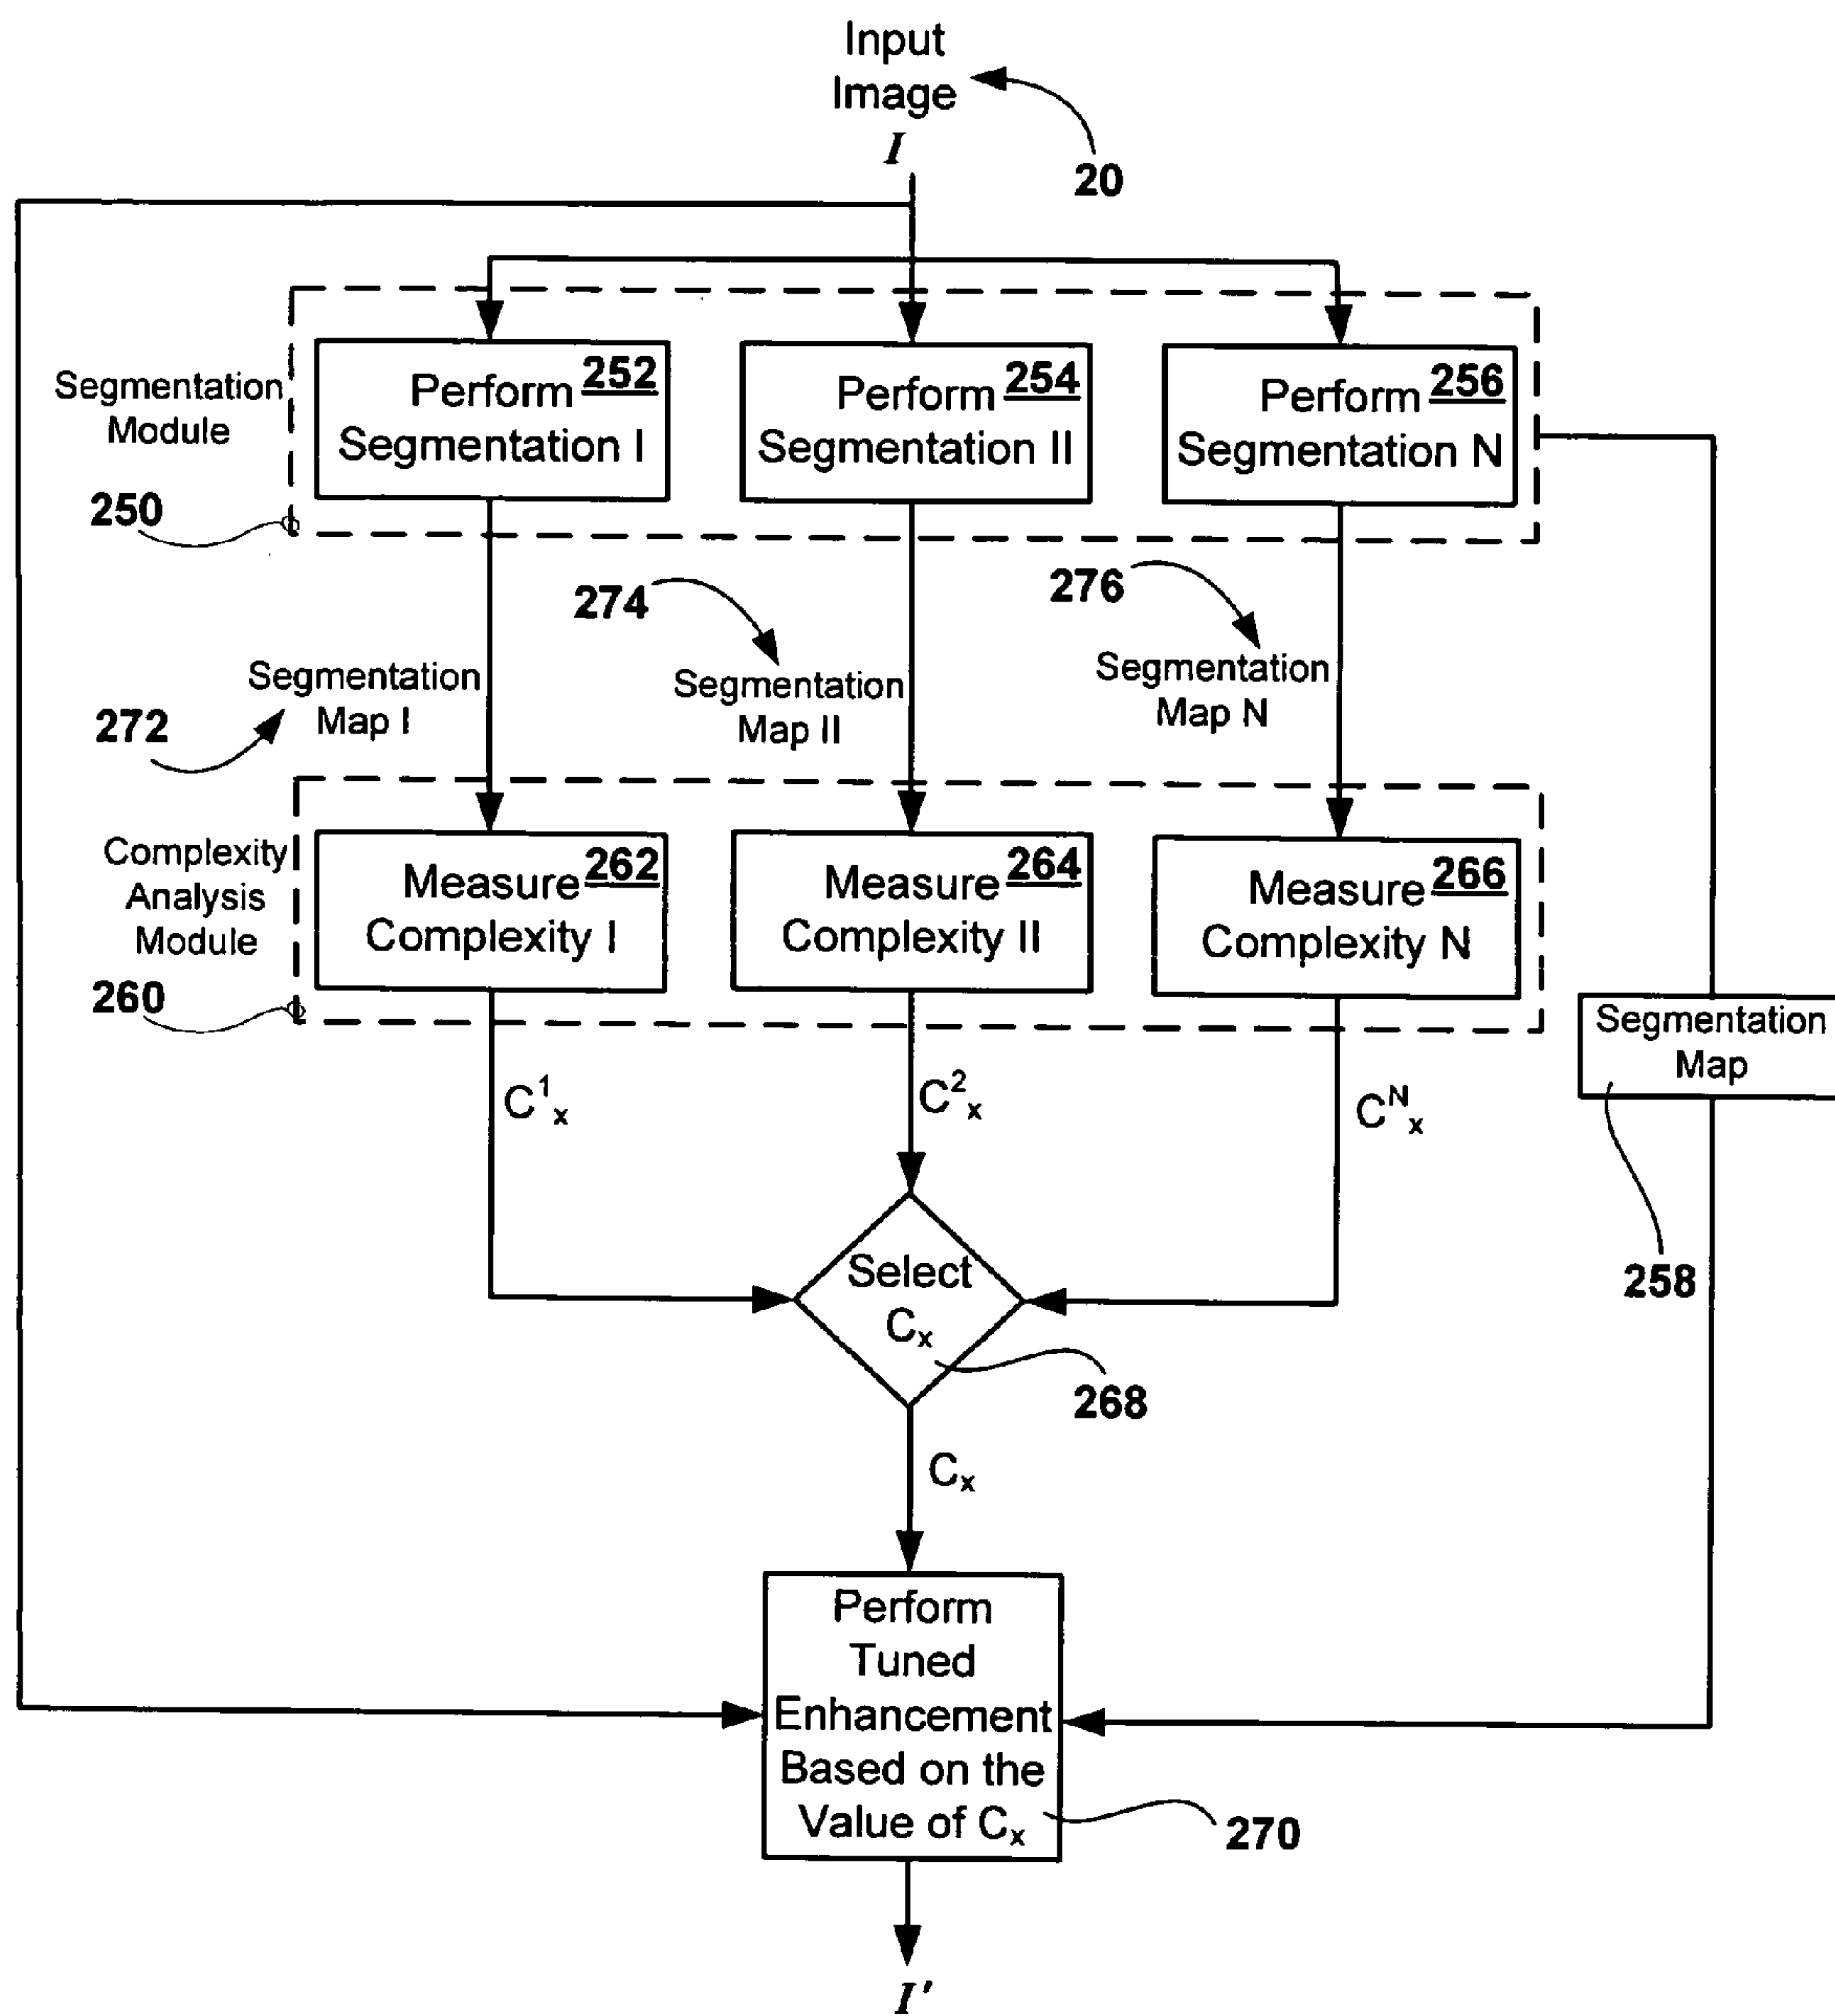 Input
Image
I
20
Segmentation
Module
250
Perform 252
Segmentation I
Perform 254
Segmentation II
Perform 256
Segmentation N
272
Segmentation
Map I
274
Segmentation
Map II
276
Segmentation
Map N
Complexity
Analysis
Module
260
Measure 262
Complexity I
Measure 264
Complexity II
Measure 266
Complexity N
Segmentation
Map
258
C¹ₓ
C²ₓ
Cᴺₓ
Select
Cₓ
268
Cₓ
Perform
Tuned
Enhancement
Based on the
Value of Cₓ
270
I'